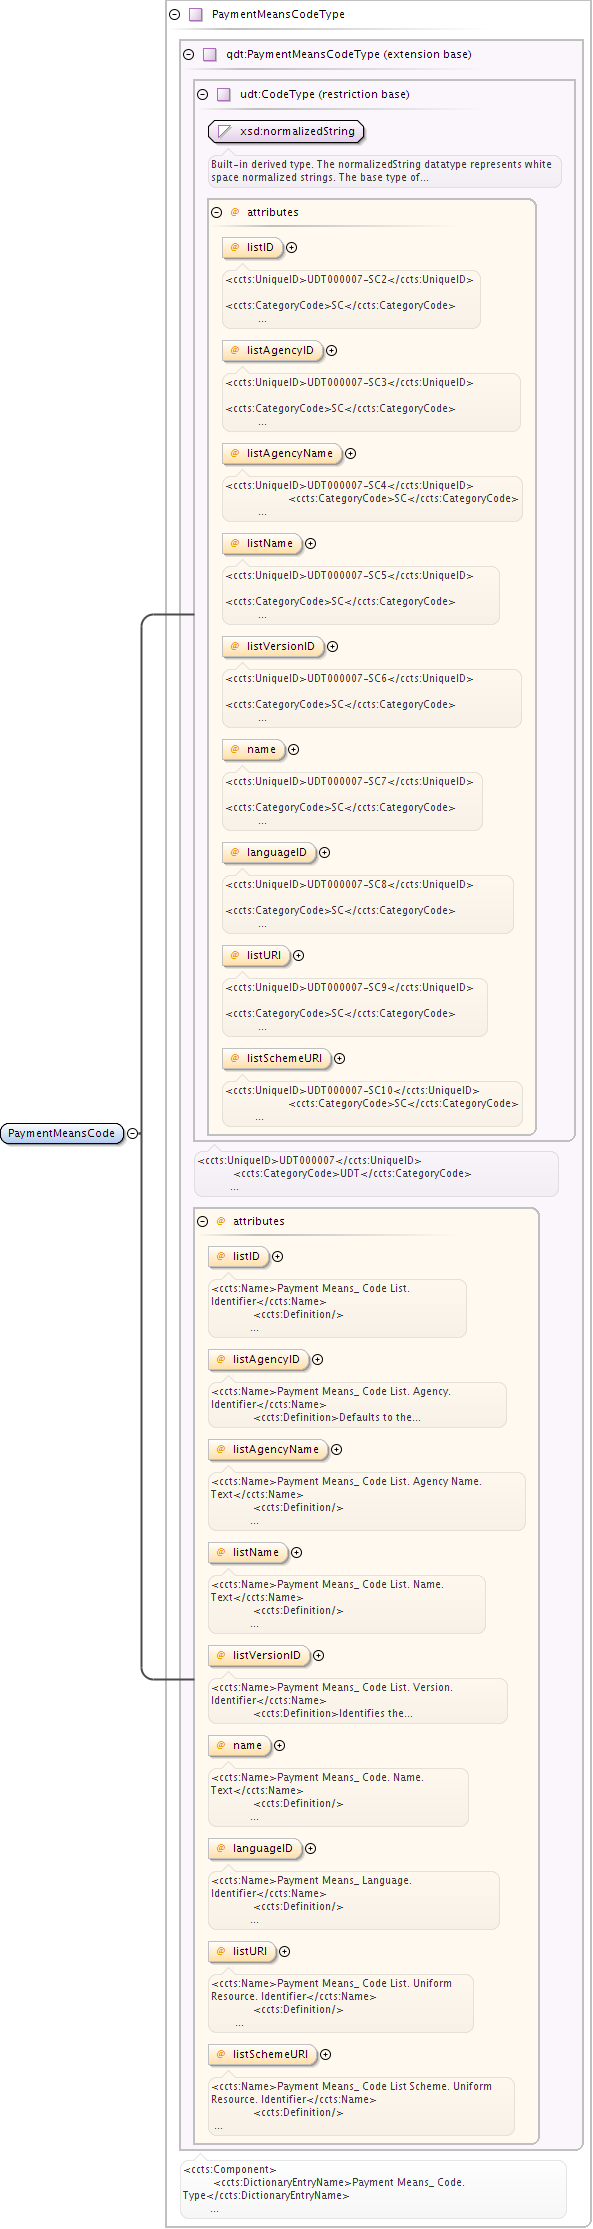 PaymentMeansCodeType
qdt:PaymentMeansCodeType (extension base)
udt:CodeType (restriction base)
xsd:normalizedString
Built-in derived type. The normalizedString datatype represents white
space normalized strings. The base type of...
@ attributes
@ listID
<ccts:UniqueID>UDT000007-SC2</ccts:UniqueID>
<ccts:CategoryCode>SC</ccts:CategoryCode>
...
@ listAgencyID
<ccts:UniqueID>UDT000007-SC3</ccts:UniqueID>
<ccts:CategoryCode>SC</ccts:CategoryCode>
...
@ listAgencyName
<ccts:UniqueID>UDT000007-SC4</ccts:UniqueID>
<ccts:CategoryCode>SC</ccts:CategoryCode>
...
@ listName
<ccts:UniqueID>UDT000007-SC5</ccts:UniqueID>
<ccts:CategoryCode>SC</ccts:CategoryCode>
...
@ listVersionID
<ccts:UniqueID>UDT000007-SC6</ccts:UniqueID>
<ccts:CategoryCode>SC</ccts:CategoryCode>
...
@ name
<ccts:UniqueID>UDT000007-SC7</ccts:UniqueID>
<ccts:CategoryCode>SC</ccts:CategoryCode>
...
@ languageID
<ccts:UniqueID>UDT000007-SC8</ccts:UniqueID>
<ccts:CategoryCode>SC</ccts:CategoryCode>
...
@ listURI
<ccts:UniqueID>UDT000007-SC9</ccts:UniqueID>
<ccts:CategoryCode>SC</ccts:CategoryCode>
...
@ listSchemeURI
<ccts:UniqueID>UDT000007-SC10</ccts:UniqueID>
<ccts:CategoryCode>SC</ccts:CategoryCode>
...
PaymentMeansCode
<ccts:UniqueID>UDT000007</ccts:UniqueID>
<ccts:CategoryCode>UDT</ccts:CategoryCode>
...
@ attributes
@ listID
<ccts:Name>Payment Means_ Code List.
Identifier</ccts:Name>
<ccts:Definition/>
...
@ listAgencyID
<ccts:Name>Payment Means_ Code List. Agency.
Identifier</ccts:Name>
<ccts:Definition>Defaults to the...
@ listAgencyName
<ccts:Name>Payment Means_ Code List. Agency Name.
Text</ccts:Name>
<ccts:Definition/>
...
@ listName
<ccts:Name>Payment Means_ Code List. Name.
Text</ccts:Name>
<ccts:Definition/>
...
@ listVersionID
<ccts:Name>Payment Means_ Code List. Version.
Identifier</ccts:Name>
<ccts:Definition>Identifies the...
@ name
<ccts:Name>Payment Means_ Code. Name.
Text</ccts:Name>
<ccts:Definition/>
...
@ languageID
<ccts:Name>Payment Means_ Language.
Identifier</ccts:Name>
<ccts:Definition/>
...
@ listURI
<ccts:Name>Payment Means_ Code List. Uniform
Resource. Identifier</ccts:Name>
<ccts:Definition/>
...
@ listSchemeURI
<ccts:Name>Payment Means_ Code List Scheme. Uniform
Resource. Identifier</ccts:Name>
<ccts:Definition/>
...
<ccts:Component>
<ccts:DictionaryEntryName>Payment Means_ Code.
Type</ccts:DictionaryEntryName>
...